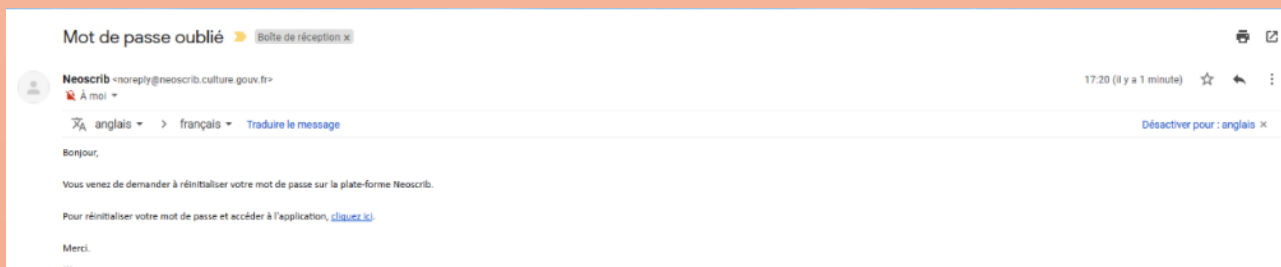 Mot de passe oublié Boîte de réception x
Neoscrib <noreply@neoscrib.culture.gouv.fr> 17:20 (il y a 1 minute)
À moi
anglais > français Traduire le message Désactiver pour : anglais x
Bonjour,
Vous venez de demander à réinitialiser votre mot de passe sur la plate-forme Neoscrib.
Pour réinitialiser votre mot de passe et accéder à l'application, cliquez ici.
Merci.